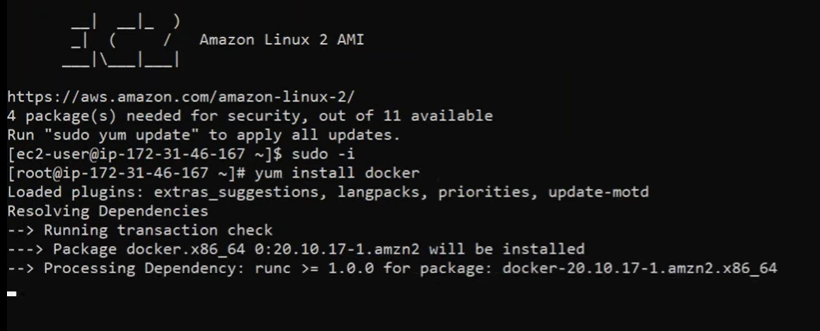 __|  __|_  )
       _|  (     /   Amazon Linux 2 AMI
      ___|\___|___|
https://aws.amazon.com/amazon-linux-2/
4 package(s) needed for security, out of 11 available
Run "sudo yum update" to apply all updates.
[ec2-user@ip-172-31-46-167 ~]$ sudo -i
[root@ip-172-31-46-167 ~]# yum install docker
Loaded plugins: extras_suggestions, langpacks, priorities, update-motd
Resolving Dependencies
--> Running transaction check
---> Package docker.x86_64 0:20.10.17-1.amzn2 will be installed
--> Processing Dependency: runc >= 1.0.0 for package: docker-20.10.17-1.amzn2.x86_64